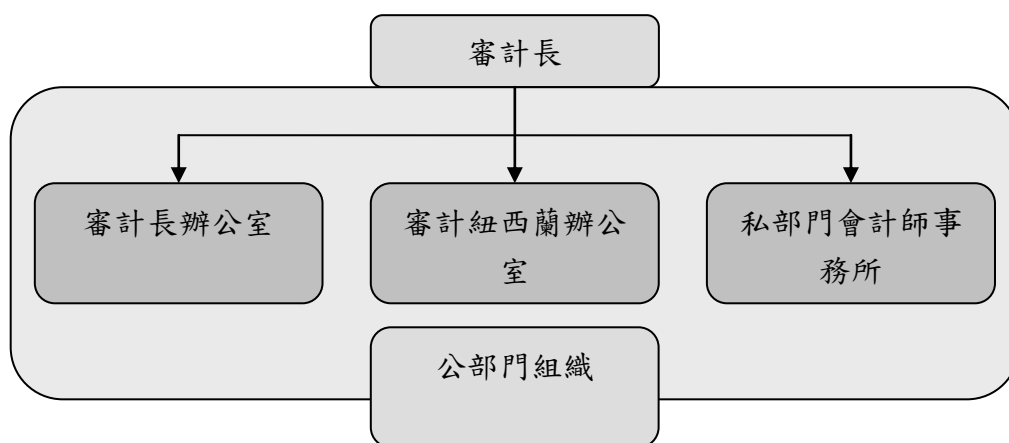 審計長
審計長辦公室
審計紐西蘭辦公
室
私部門會計師事
務所
公部門組織